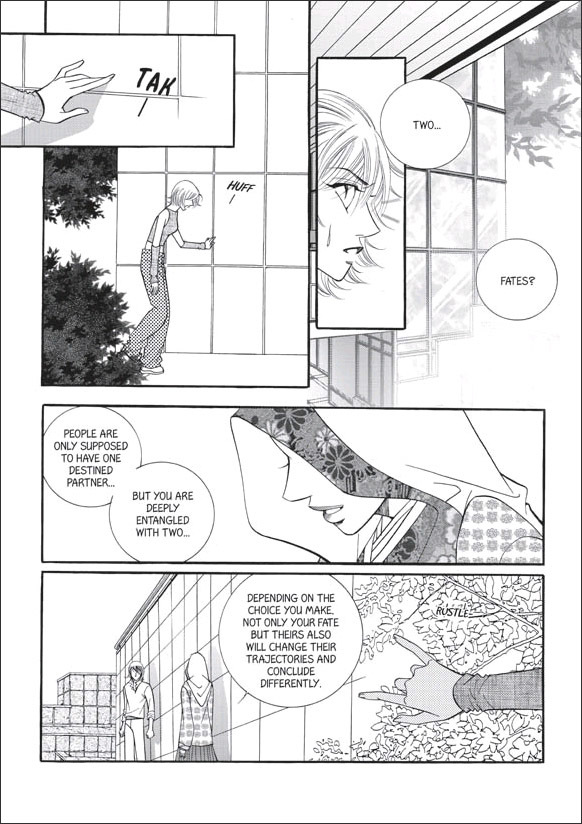 TAK
HUFF
TWO...
FATES?
PEOPLE ARE
ONLY SUPPOSED
TO HAVE ONE
DESTINED
PARTNER...
BUT YOU ARE
DEEPLY
ENTANGLED
WITH TWO...
DEPENDING ON THE
CHOICE YOU MAKE,
NOT ONLY YOUR FATE
BUT THEIRS ALSO
WILL CHANGE THEIR
TRAJECTORIES AND
CONCLUDE
DIFFERENTLY.
RUSTLE